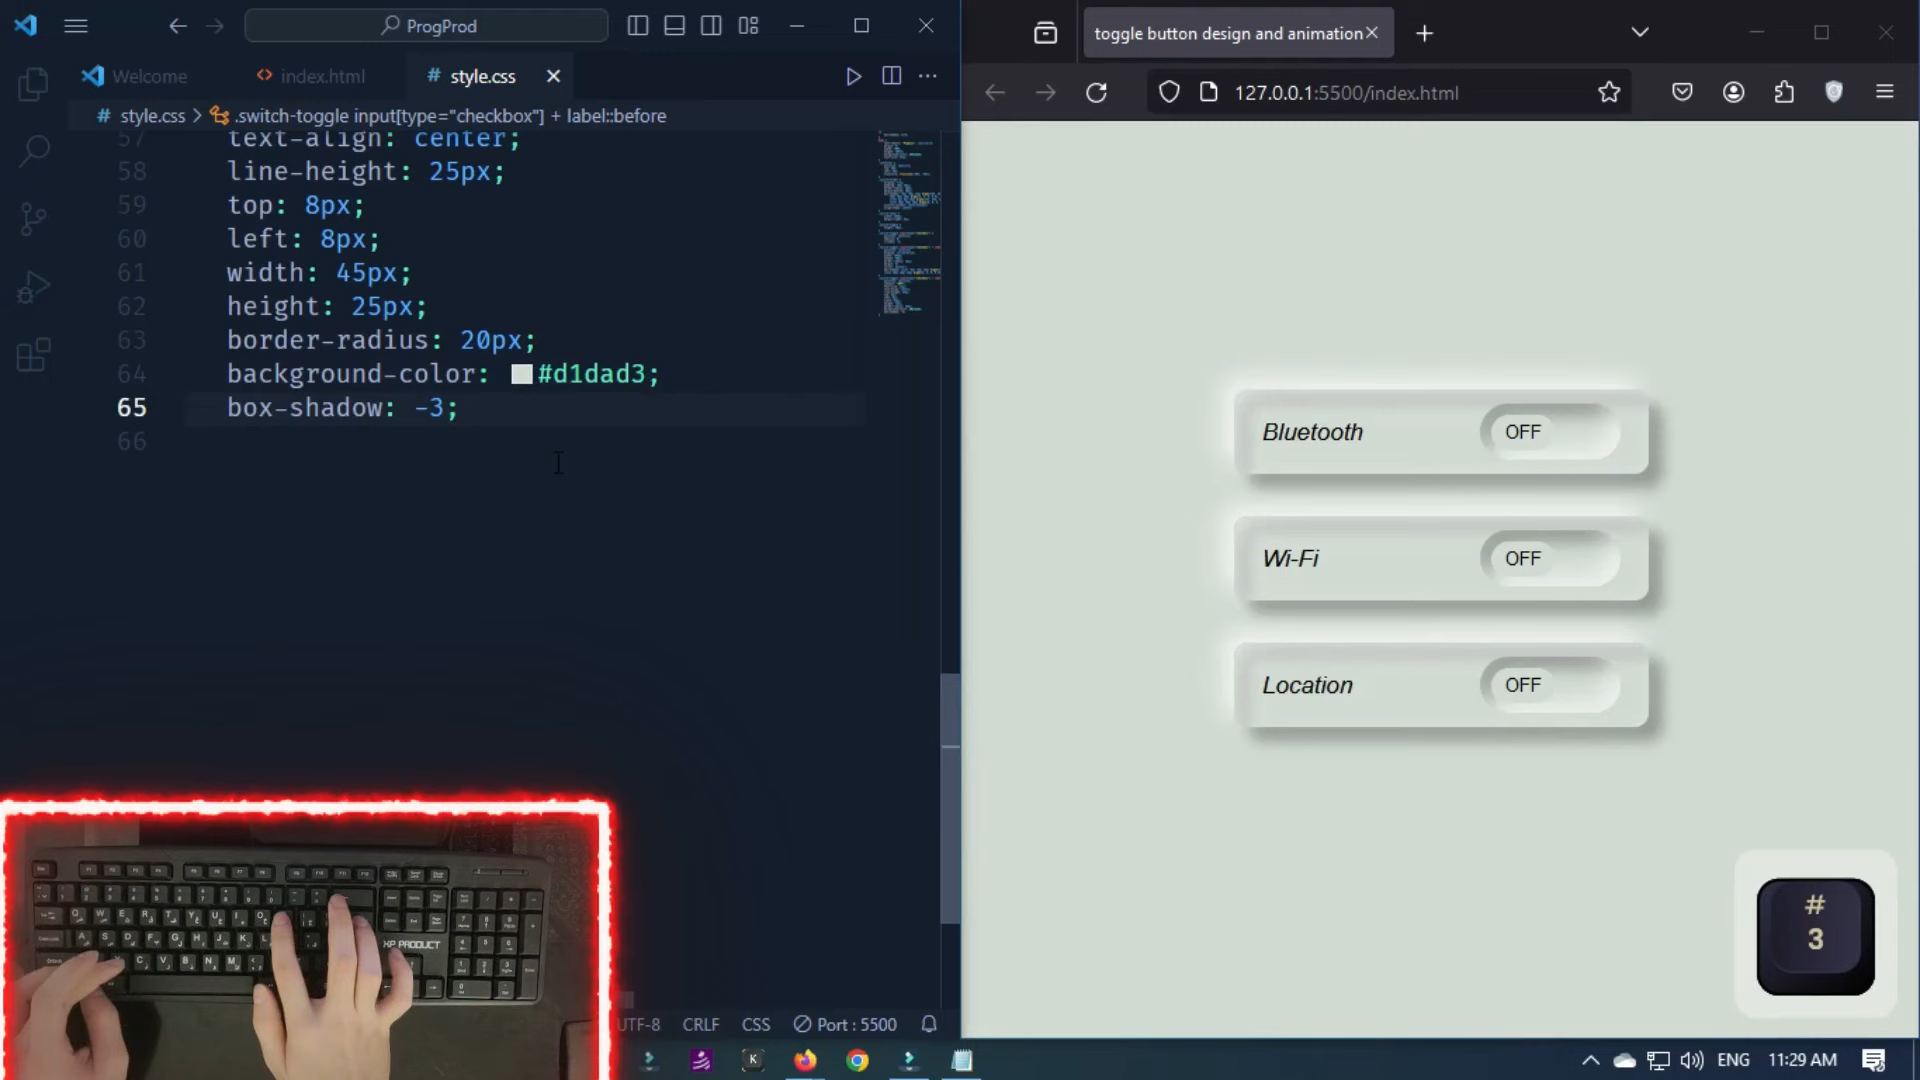 ProgProd
Welcome
index.html
# style.css
# style.css > .switch-toggle input[type="checkbox"] + label::before
57 text-align: center;
58 line-height: 25px;
59 top: 8px;
60 left: 8px;
61 width: 45px;
62 height: 25px;
63 border-radius: 20px;
64 background-color: #d1dad3;
65 box-shadow: -3;
66
UTF-8 CRLF CSS Port : 5500
toggle button design and animation
127.0.0.1:5500/index.html
Bluetooth OFF
Wi-Fi OFF
Location OFF
#
3
XP PRODUCT
K
ENG 11:29 AM